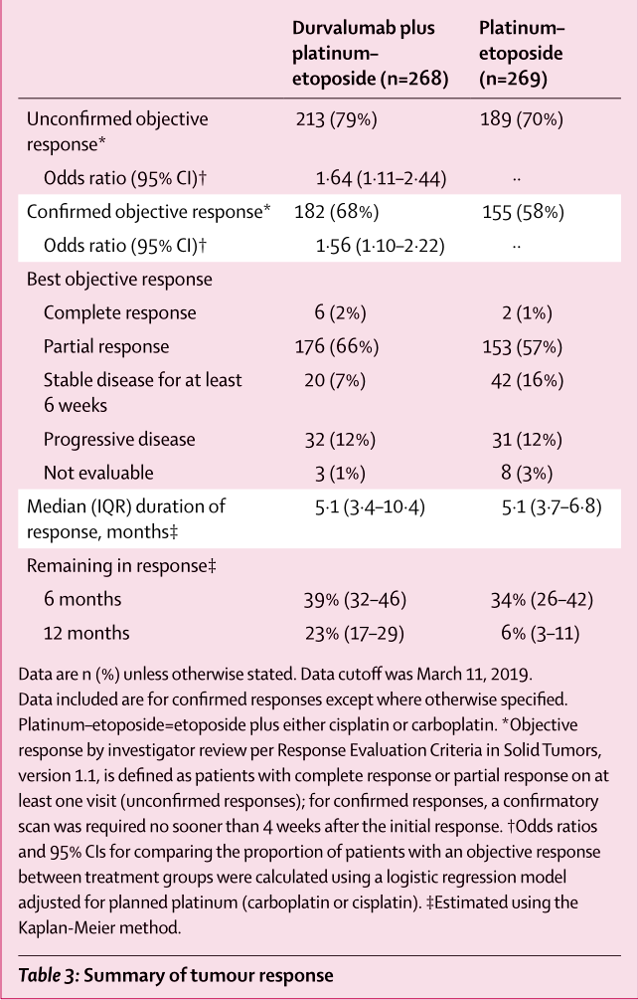 Durvalumab plus platinum–etoposide (n=268) Platinum–etoposide (n=269)
Unconfirmed objective response* 213 (79%) 189 (70%)
Odds ratio (95% CI)† 1·64 (1·11–2·44) ··
Confirmed objective response* 182 (68%) 155 (58%)
Odds ratio (95% CI)† 1·56 (1·10–2·22) ··
Best objective response
Complete response 6 (2%) 2 (1%)
Partial response 176 (66%) 153 (57%)
Stable disease for at least 6 weeks 20 (7%) 42 (16%)
Progressive disease 32 (12%) 31 (12%)
Not evaluable 3 (1%) 8 (3%)
Median (IQR) duration of response, months‡ 5·1 (3·4–10·4) 5·1 (3·7–6·8)
Remaining in response‡
6 months 39% (32–46) 34% (26–42)
12 months 23% (17–29) 6% (3–11)
Data are n (%) unless otherwise stated. Data cutoff was March 11, 2019.
Data included are for confirmed responses except where otherwise specified.
Platinum–etoposide=etoposide plus either cisplatin or carboplatin. *Objective
response by investigator review per Response Evaluation Criteria in Solid Tumors,
version 1.1, is defined as patients with complete response or partial response on at
least one visit (unconfirmed responses); for confirmed responses, a confirmatory
scan was required no sooner than 4 weeks after the initial response. †Odds ratios
and 95% CIs for comparing the proportion of patients with an objective response
between treatment groups were calculated using a logistic regression model
adjusted for planned platinum (carboplatin or cisplatin). ‡Estimated using the
Kaplan-Meier method.
Table 3: Summary of tumour response